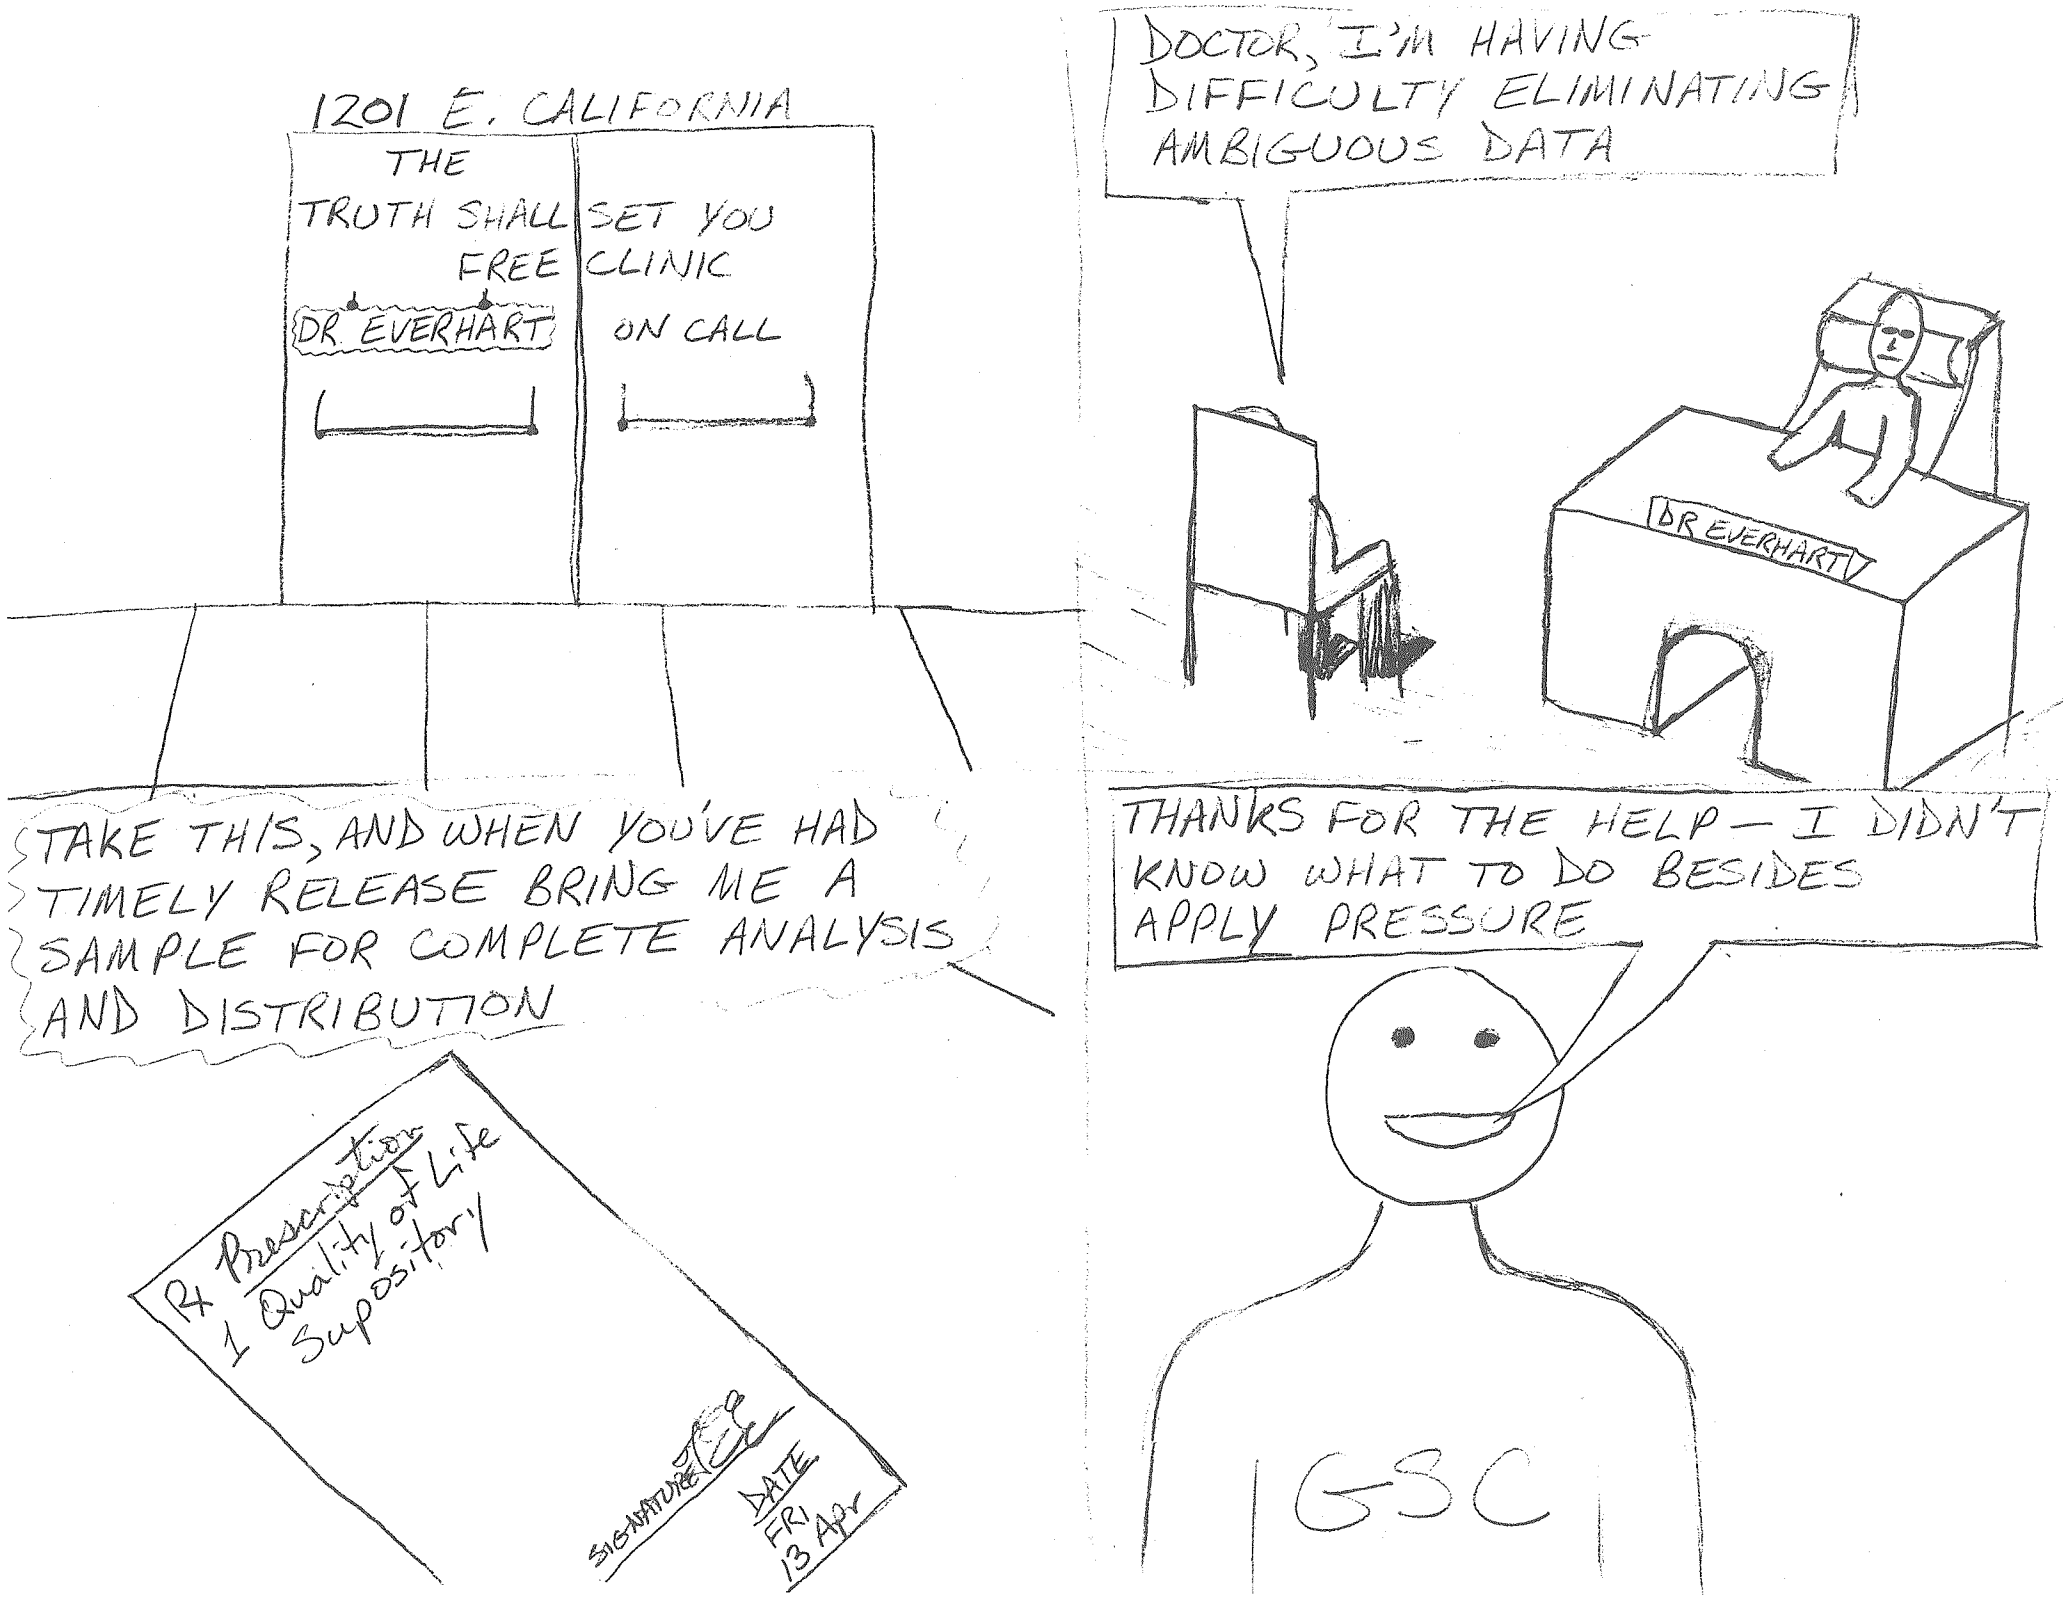 1201 E. CALIFORNIA
THE
TRUTH SHALL SET YOU
FREE CLINIC
DR. EVERHART ON CALL
DOCTOR, I'M HAVING
DIFFICULTY ELIMINATING
AMBIGUOUS DATA
DR EVERHART
TAKE THIS, AND WHEN YOU'VE HAD
TIMELY RELEASE BRING ME A
SAMPLE FOR COMPLETE ANALYSIS
AND DISTRIBUTION
Rx Prescription
1 Quality of Life
Supository
SIGNATURE
DATE
FRI
13 Apr
THANKS FOR THE HELP — I DIDN'T
KNOW WHAT TO DO BESIDES
APPLY PRESSURE
GSC